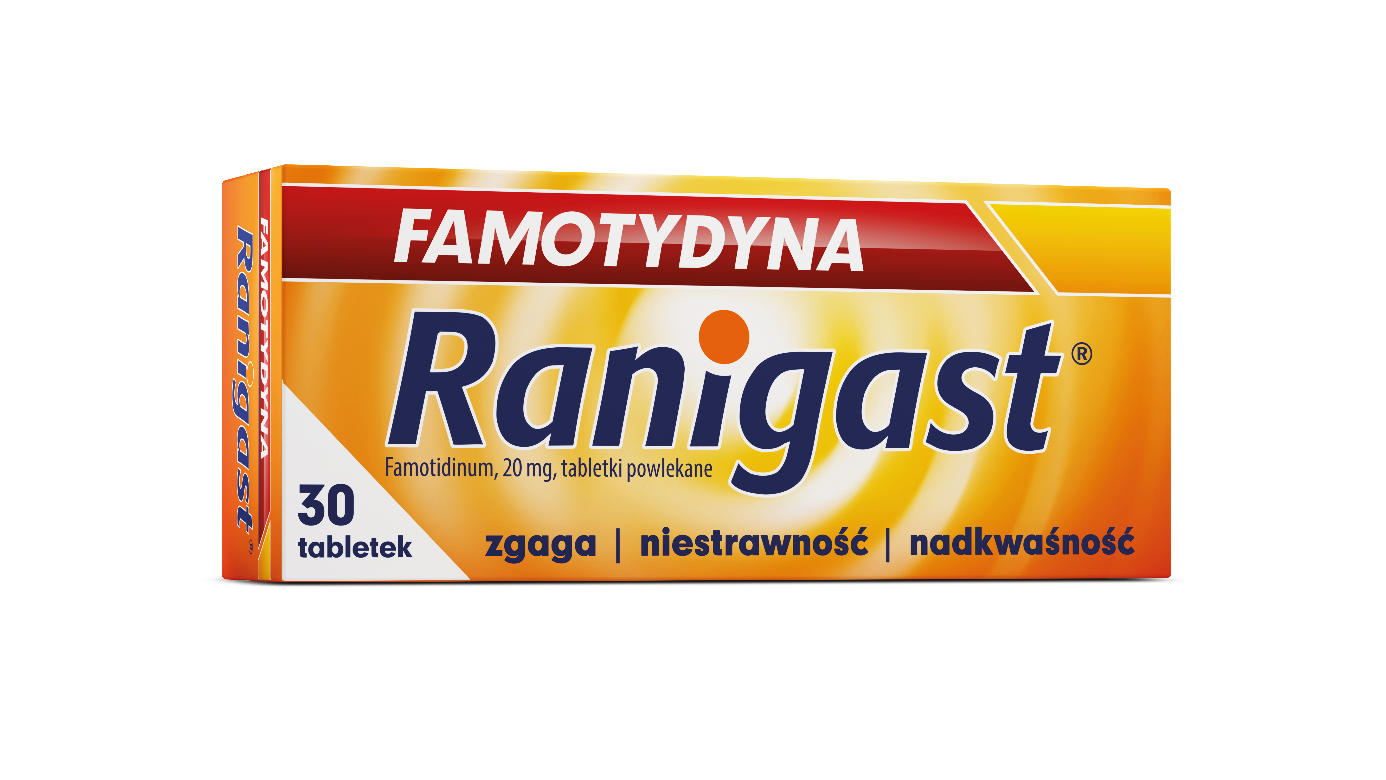 FAMOTYDYNA
Ranigast®
Famotidinum, 20 mg, tabletki powlekane
30
tabletek
zgaga | niestrawność | nadkwaśność
FAMOTYDYNA
Ranigast®